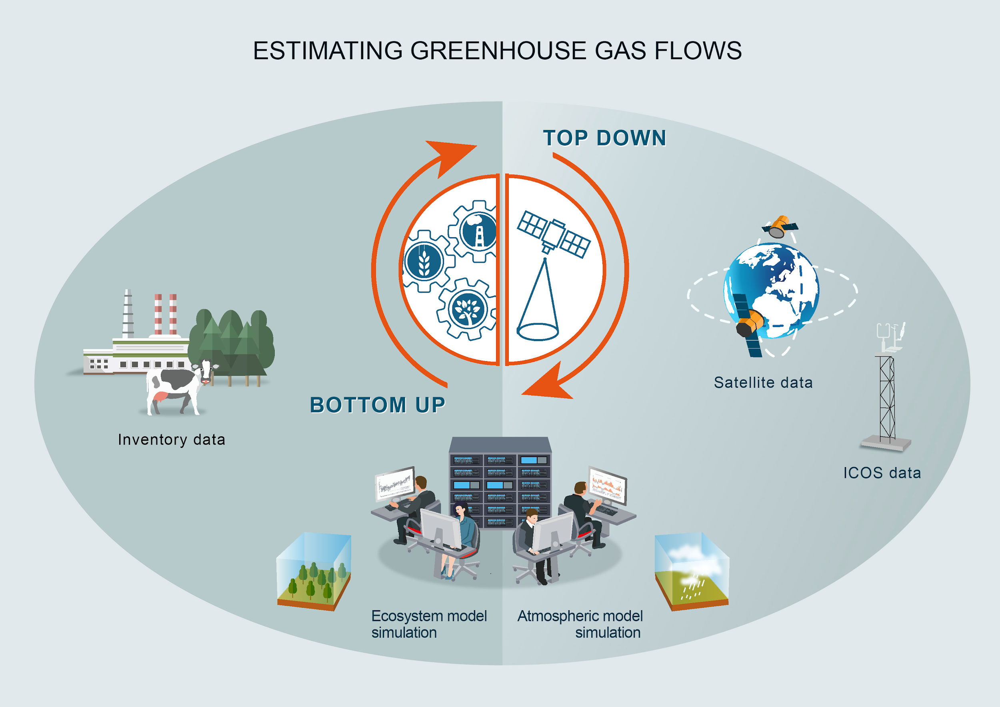 ESTIMATING GREENHOUSE GAS FLOWS
TOP DOWN
BOTTOM UP
Satellite data
Inventory data
ICOS data
Ecosystem model
simulation
Atmospheric model
simulation